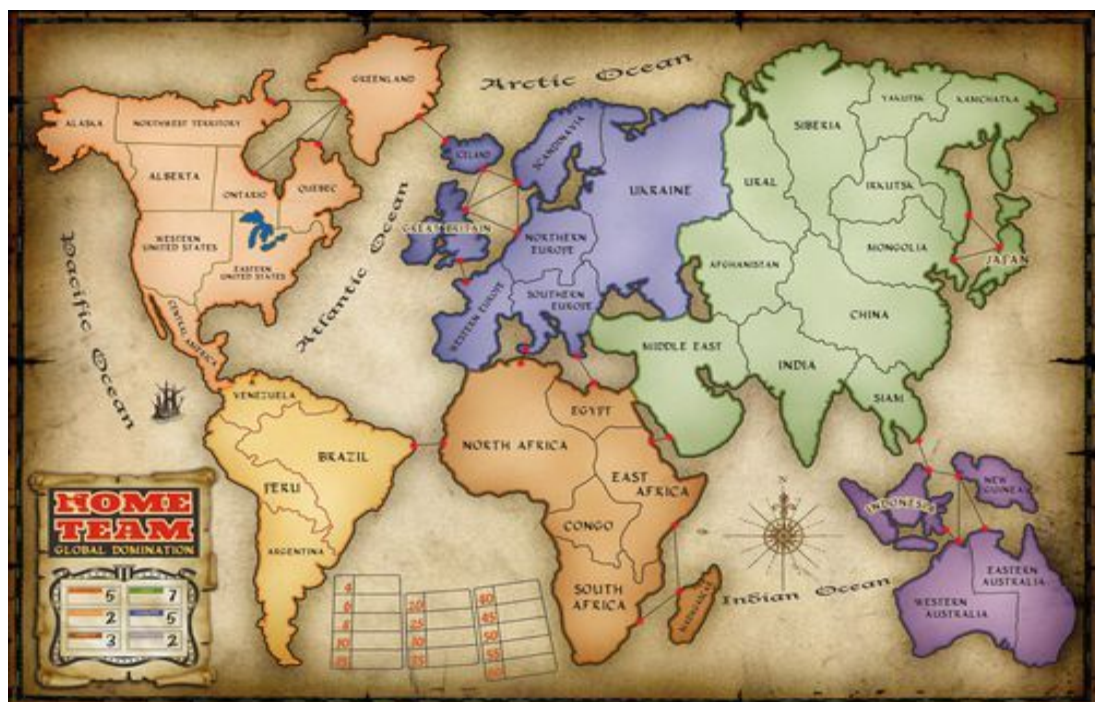 GREENLAND
Arctic Ocean
ALASKA
NORTHWEST TERRITORY
ICELAND
SCANDINAVIA
SIBERIA
YAKUTSK
KAMCHATKA
ALBERTA
ONTARIO
QUEBEC
UKRAINE
URAL
IRKUTSK
GREAT BRITAIN
Pacific Ocean
WESTERN
UNITED STATES
EASTERN
UNITED STATES
Atlantic Ocean
NORTHERN
EUROPE
AFGHANISTAN
MONGOLIA
JAPAN
CENTRAL AMERICA
WESTERN EUROPE
SOUTHERN
EUROPE
MIDDLE EAST
CHINA
INDIA
SIAM
VENEZUELA
BRAZIL
PERU
ARGENTINA
NORTH AFRICA
EGYPT
EAST
AFRICA
CONGO
SOUTH
AFRICA
MADAGASCAR
N
Indian Ocean
INDONESIA
NEW
GUINEA
WESTERN
AUSTRALIA
EASTERN
AUSTRALIA
HOME
TEAM
GLOBAL DOMINATION
5 7
2 5
3 2
4
6
8
10
15
20
25
30
35
40
45
50
55
60